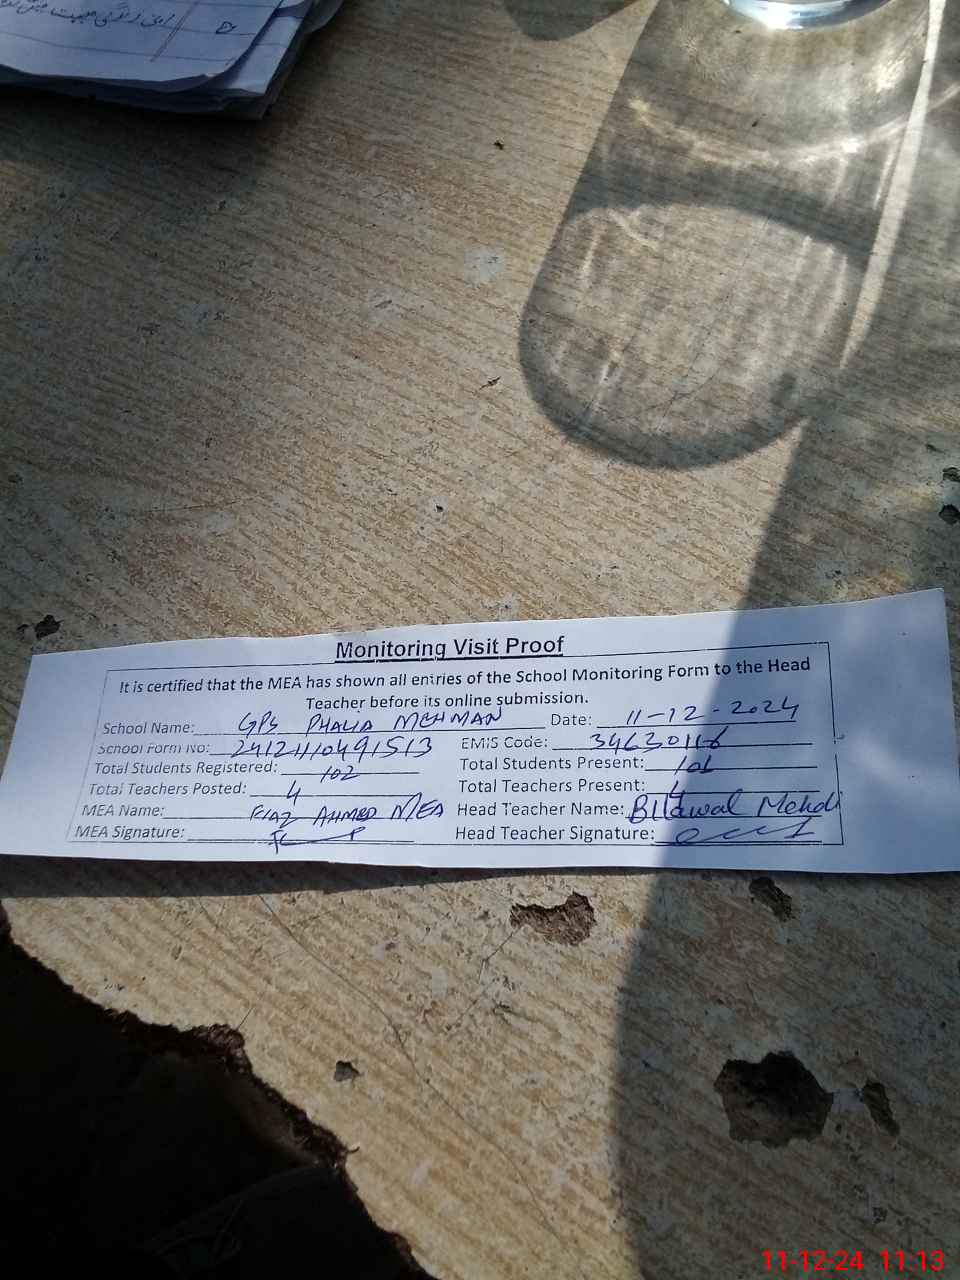 Monitoring Visit Proof
It is certified that the MEA has shown all entries of the School Monitoring Form to the Head
Teacher before its online submission.
School Name: GPS PHALIA MEHMAN Date: 11-12-2024
School Form No: 241211110491513 EMIS Code: 34630116
Total Students Registered: 102 Total Students Present: 101
Total Teachers Posted: 4 Total Teachers Present: 4
MEA Name: FIAZ AHMED MEA Head Teacher Name: Bilawal Mehdi
MEA Signature: Head Teacher Signature:
11-12-24 11:13